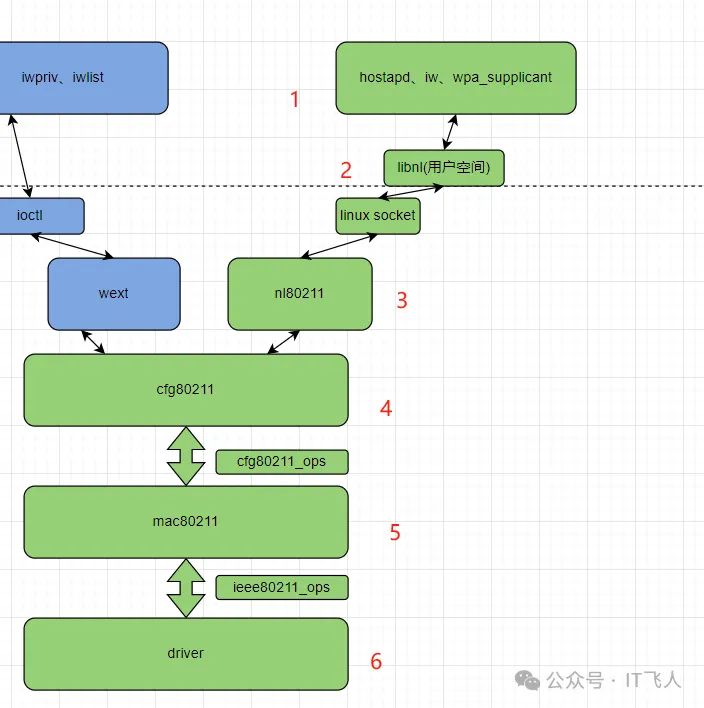 iwpriv、iwlist
1
hostapd、iw、wpa_supplicant
2
libnl(用户空间)
ioctl
linux socket
wext
nl80211
3
cfg80211
4
cfg80211_ops
mac80211
5
ieee80211_ops
driver
6
公众号 · IT飞人